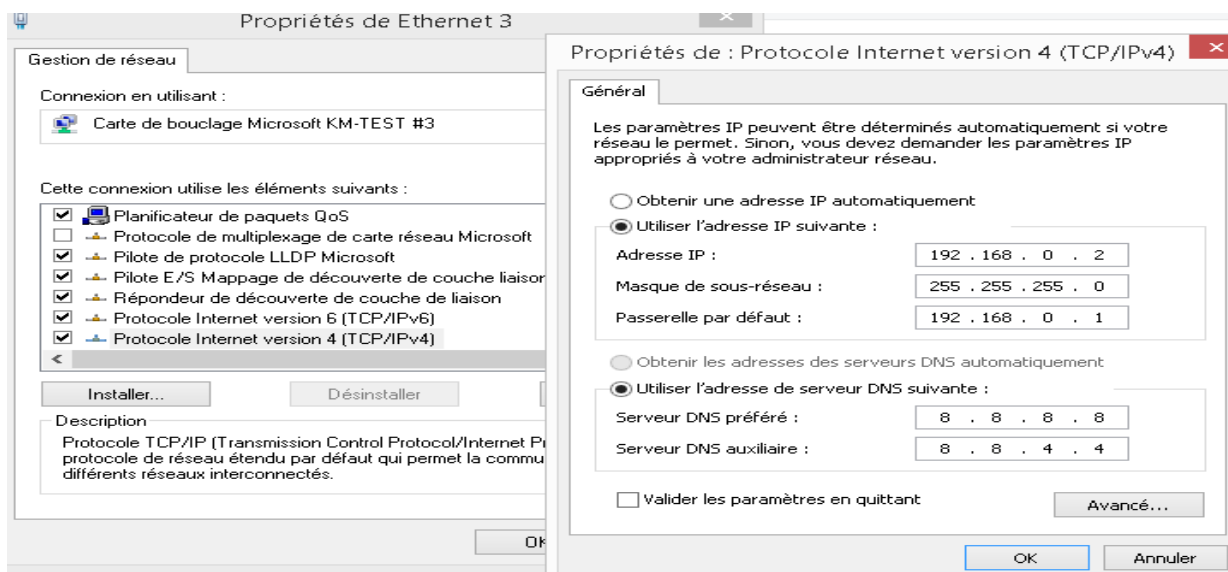 Propriétés de Ethernet 3
Gestion de réseau
Connexion en utilisant :
Carte de bouclage Microsoft KM-TEST #3
Cette connexion utilise les éléments suivants :
Planificateur de paquets QoS
Protocole de multiplexage de carte réseau Microsoft
Pilote de protocole LLDP Microsoft
Pilote E/S Mappage de découverte de couche liaison
Répondeur de découverte de couche de liaison
Protocole Internet version 6 (TCP/IPv6)
Protocole Internet version 4 (TCP/IPv4)
Installer...
Désinstaller
Description
Protocole TCP/IP (Transmission Control Protocol/Internet
protocole de réseau étendu par défaut qui permet la
différents réseaux interconnectés.
OK
Propriétés de : Protocole Internet version 4 (TCP/IPv4)
Général
Les paramètres IP peuvent être déterminés automatiquement si votre
réseau le permet. Sinon, vous devez demander les paramètres IP
appropriés à votre administrateur réseau.
Obtenir une adresse IP automatiquement
Utiliser l'adresse IP suivante :
Adresse IP : 192 . 168 . 0 . 2
Masque de sous-réseau : 255 . 255 . 255 . 0
Passerelle par défaut : 192 . 168 . 0 . 1
Obtenir les adresses des serveurs DNS automatiquement
Utiliser l'adresse de serveur DNS suivante :
Serveur DNS préféré : 8 . 8 . 8 . 8
Serveur DNS auxiliaire : 8 . 8 . 4 . 4
Valider les paramètres en quittant
Avancé...
OK
Annuler